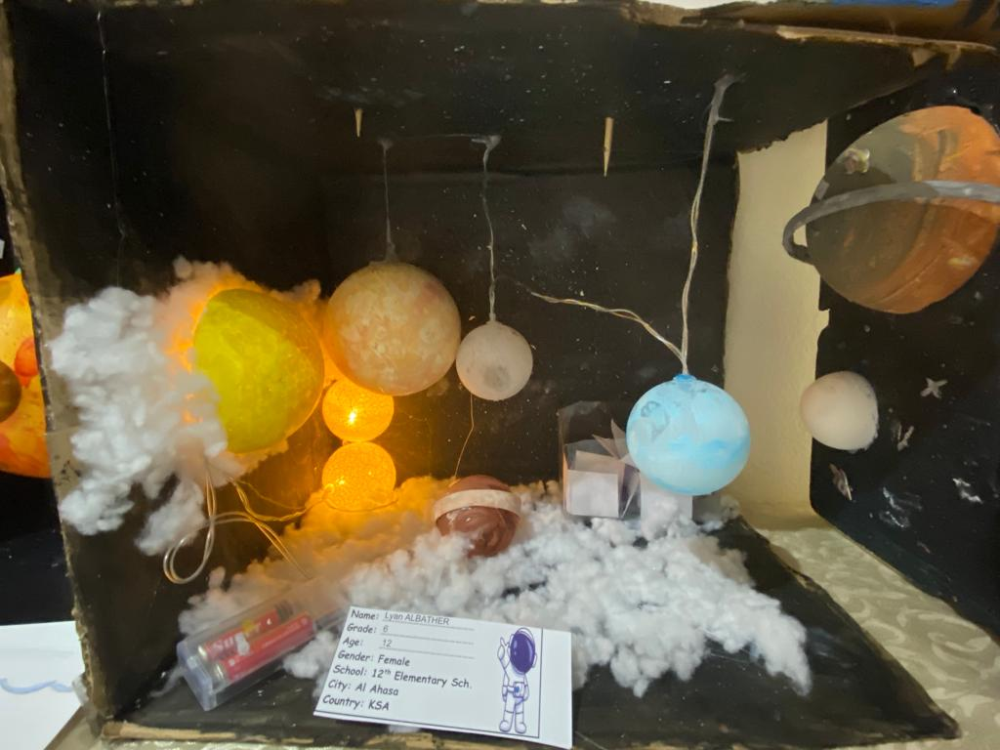 Name: Lyan ALBATHER
Grade: 6
Age: 12
Gender: Female
School: 12th Elementary Sch.
City: Al Ahasa
Country: KSA